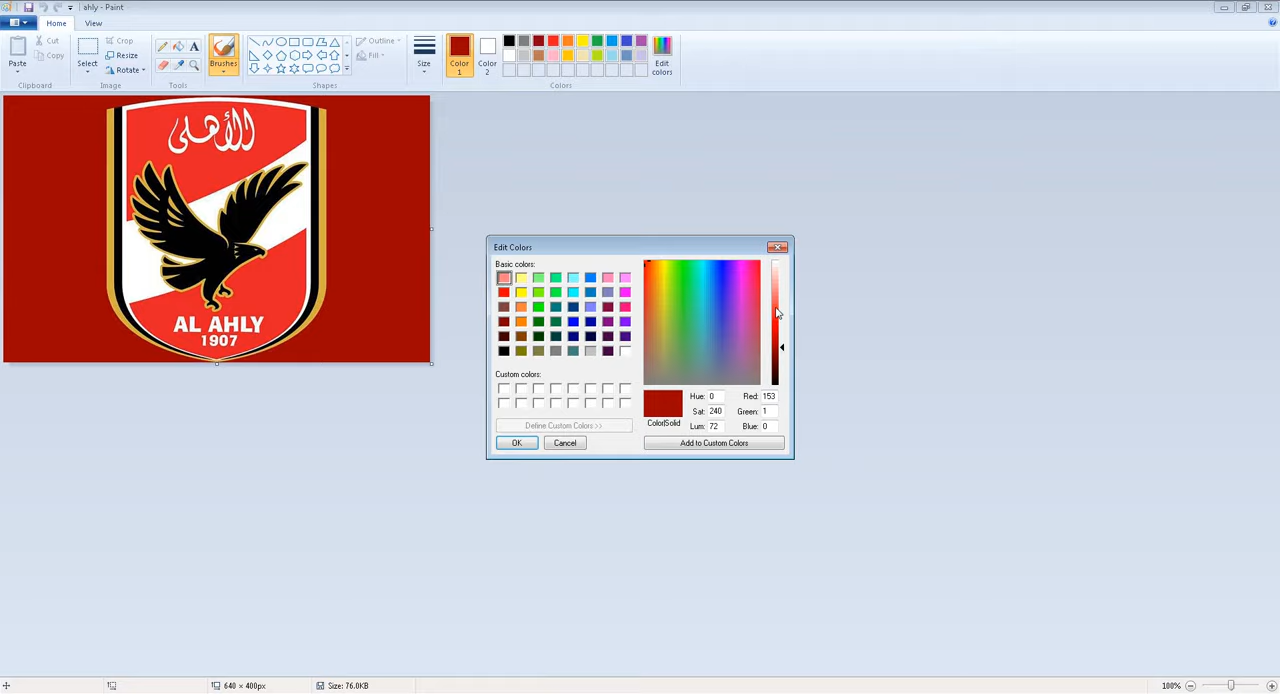 ahly - Paint
Home
View
Paste
Cut
Copy
Clipboard
Select
Crop
Resize
Rotate
Image
A
Tools
Brushes
Outline
Fill
Shapes
Size
Color 1
Color 2
Edit colors
Colors
الأهلى
AL AHLY
1907
Edit Colors
Basic colors:
Custom colors:
Define Custom Colors >>
OK
Cancel
Color|Solid
Hue: 0
Sat: 240
Lum: 72
Red: 153
Green: 1
Blue: 0
Add to Custom Colors
640 × 400px
Size: 76.0KB
100%